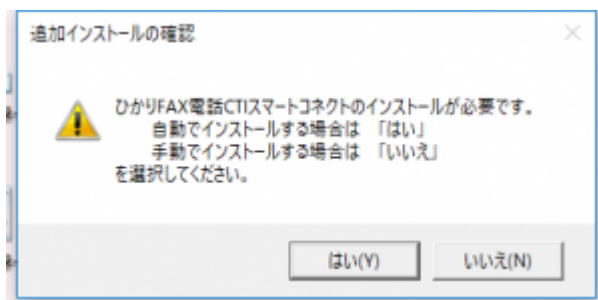 追加インストールの確認
ひかりFAX電話CTIスマートコネクトのインストールが必要です。
自動でインストールする場合は 「はい」
手動でインストールする場合は 「いいえ」
を選択してください。
はい(Y)
いいえ(N)